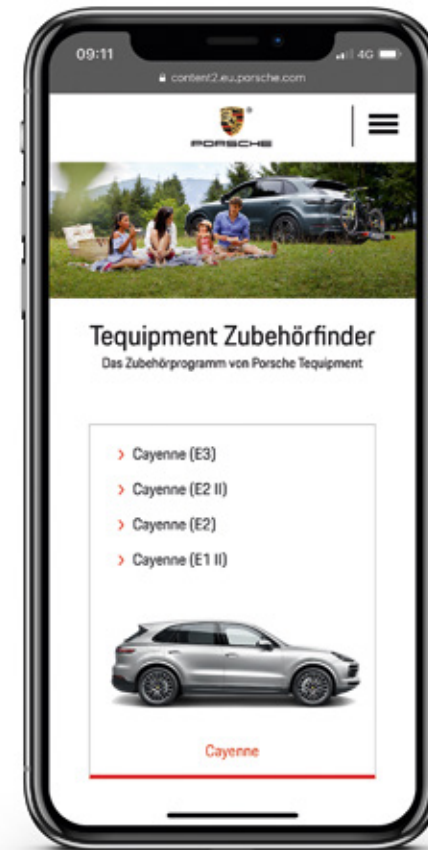 09:11
4G
content2.eu.porsche.com
PORSCHE
Tequipment Zubehörfinder
Das Zubehörprogramm von Porsche Tequipment
› Cayenne (E3)
› Cayenne (E2 II)
› Cayenne (E2)
› Cayenne (E1 II)
Cayenne